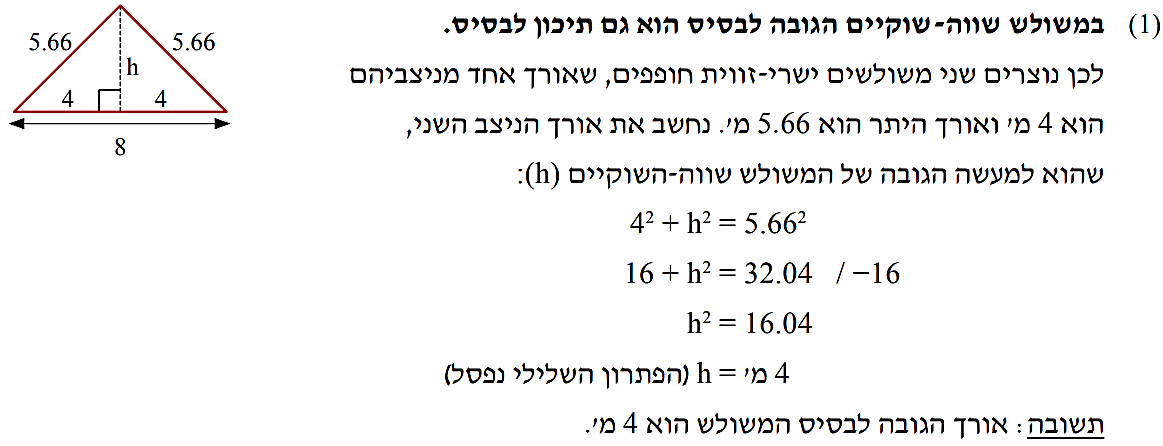 (1) במשולש שווה-שוקיים הגובה לבסיס הוא גם תיכון לבסיס.
לכן נוצרים שני משולשים ישרי-זווית חופפים, שאורך אחד מניצביהם
הוא 4 מ׳ ואורך היתר הוא 5.66 מ׳. נחשב את אורך הניצב השני,
שהוא למעשה הגובה של המשולש שווה-השוקיים (h):
4² + h² = 5.66²
16 + h² = 32.04 / −16
h² = 16.04
h = 4 מ׳ (הפתרון השלילי נפסל)
תשובה: אורך הגובה לבסיס המשולש הוא 4 מ׳.
5.66 5.66
h
4 4
8